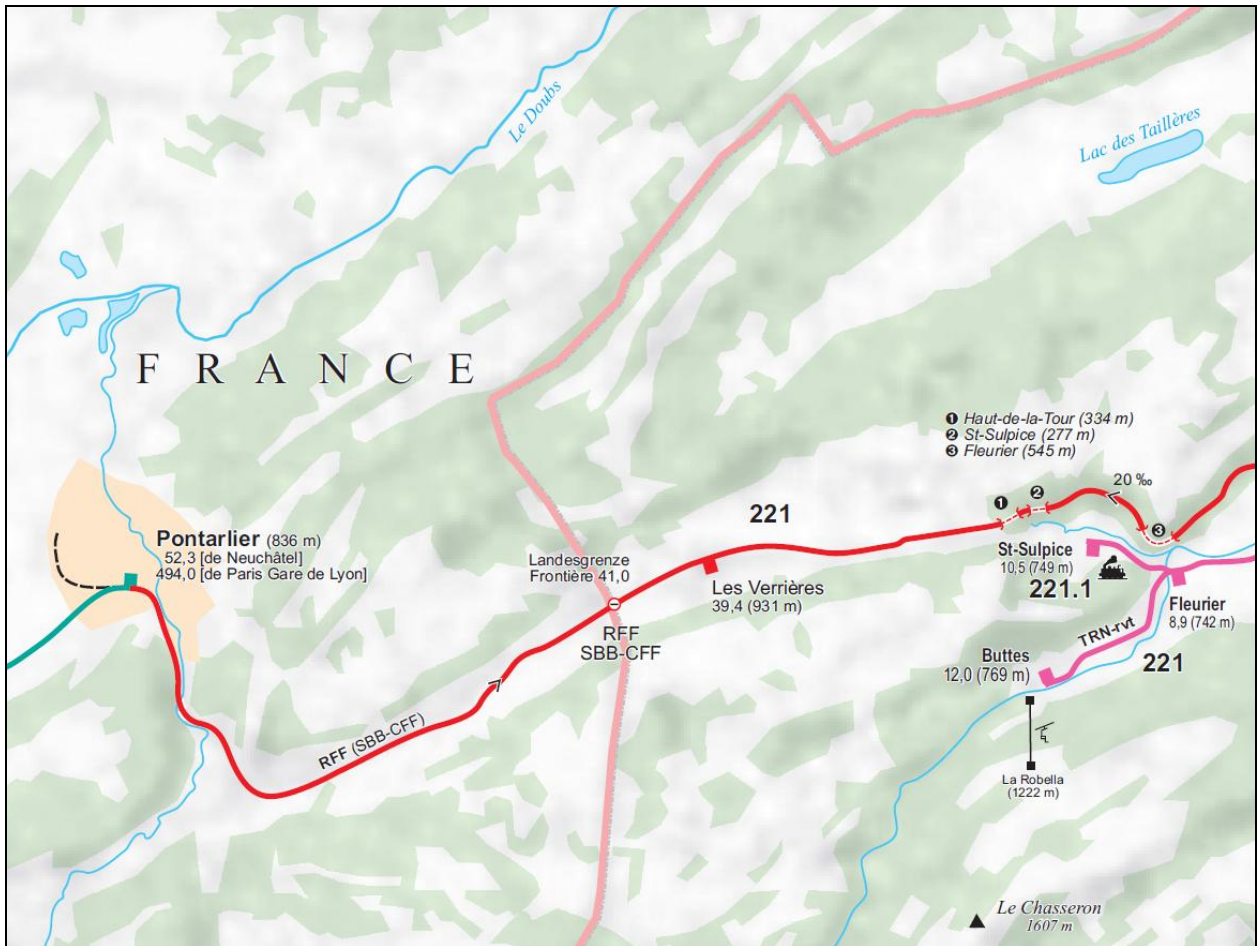 Le Doubs
Lac des Taillères
FRANCE
❶ Haut-de-la-Tour (334 m)
❷ St-Sulpice (277 m)
❸ Fleurier (545 m)
20 ‰
❶
❷
❸
221
Pontarlier (836 m)
52,3 [de Neuchâtel]
494,0 [de Paris Gare de Lyon]
Landesgrenze
Frontière 41,0
Les Verrières
39,4 (931 m)
RFF
SBB-CFF
St-Sulpice
10,5 (749 m)
221.1
Fleurier
8,9 (742 m)
TRN-rvt
Buttes
12,0 (769 m)
221
RFF (SBB-CFF)
La Robella
(1222 m)
Le Chasseron
1607 m